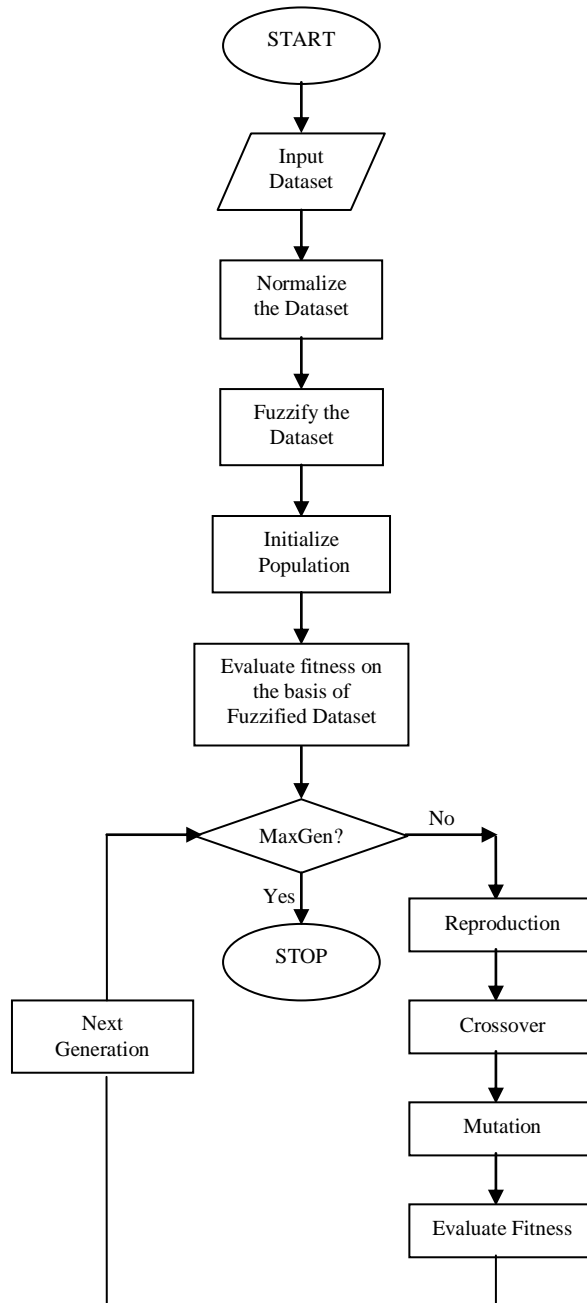 START
Input
Dataset
Normalize
the Dataset
Fuzzify the
Dataset
Initialize
Population
Evaluate fitness on
the basis of
Fuzzified Dataset
MaxGen?
No
Yes
STOP
Reproduction
Crossover
Mutation
Evaluate Fitness
Next
Generation